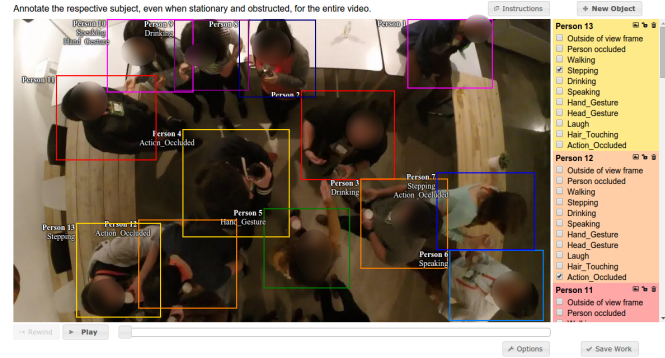 Annotate the respective subject, even when stationary and obstructed, for the entire video.
Instructions
New Object
Person 10
Speaking
Hand_Gesture
Person 9
Drinking
Person 8
Person 1
Person 11
Person 2
Person 4
Action_Occluded
Person 3
Drinking
Person 7
Stepping
Action_Occluded
Person 5
Hand_Gesture
Person 13
Stepping
Person 12
Action_Occluded
Person 6
Speaking
Person 13
Outside of view frame
Person occluded
Walking
Stepping
Drinking
Speaking
Hand_Gesture
Head_Gesture
Laugh
Hair_Touching
Action_Occluded
Person 12
Outside of view frame
Person occluded
Walking
Stepping
Drinking
Speaking
Hand_Gesture
Head_Gesture
Laugh
Hair_Touching
Action_Occluded
Person 11
Outside of view frame
Person occluded
Rewind
Play
Options
Save Work